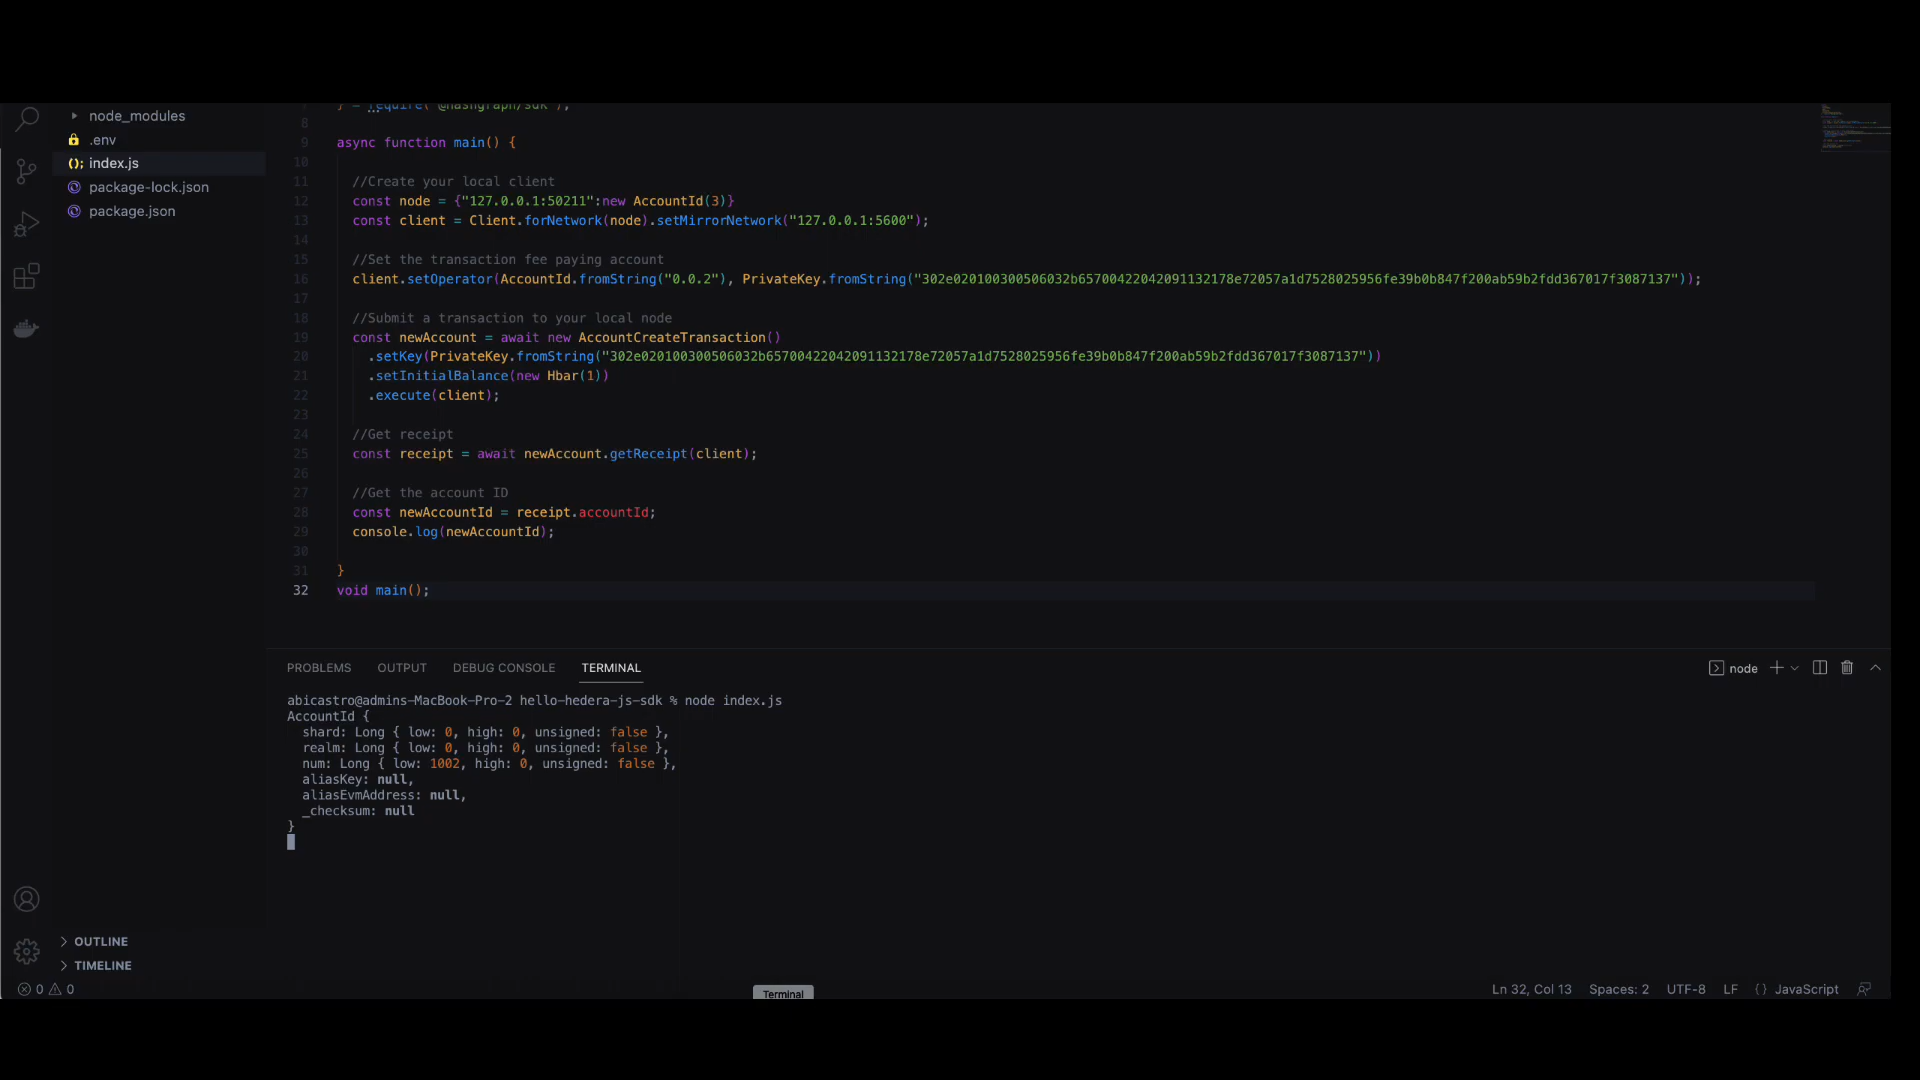 node_modules
.env
index.js
package-lock.json
package.json
7 } = require("@hashgraph/sdk");
8
9 async function main() {
10
11 //Create your local client
12 const node = {"127.0.0.1:50211":new AccountId(3)}
13 const client = Client.forNetwork(node).setMirrorNetwork("127.0.0.1:5600");
14
15 //Set the transaction fee paying account
16 client.setOperator(AccountId.fromString("0.0.2"), PrivateKey.fromString("302e020100300506032b65700422042091132178e72057a1d7528025956fe39b0b847f200ab59b2fdd367017f3087137"));
17
18 //Submit a transaction to your local node
19 const newAccount = await new AccountCreateTransaction()
20 .setKey(PrivateKey.fromString("302e020100300506032b65700422042091132178e72057a1d7528025956fe39b0b847f200ab59b2fdd367017f3087137"))
21 .setInitialBalance(new Hbar(1))
22 .execute(client);
23
24 //Get receipt
25 const receipt = await newAccount.getReceipt(client);
26
27 //Get the account ID
28 const newAccountId = receipt.accountId;
29 console.log(newAccountId);
30
31 }
32 void main();
PROBLEMS OUTPUT DEBUG CONSOLE TERMINAL
node
abicastro@admins-MacBook-Pro-2 hello-hedera-js-sdk % node index.js
AccountId {
shard: Long { low: 0, high: 0, unsigned: false },
realm: Long { low: 0, high: 0, unsigned: false },
num: Long { low: 1002, high: 0, unsigned: false },
aliasKey: null,
aliasEvmAddress: null,
_checksum: null
}
OUTLINE
TIMELINE
0 0
Terminal
Ln 32, Col 13 Spaces: 2 UTF-8 LF {} JavaScript